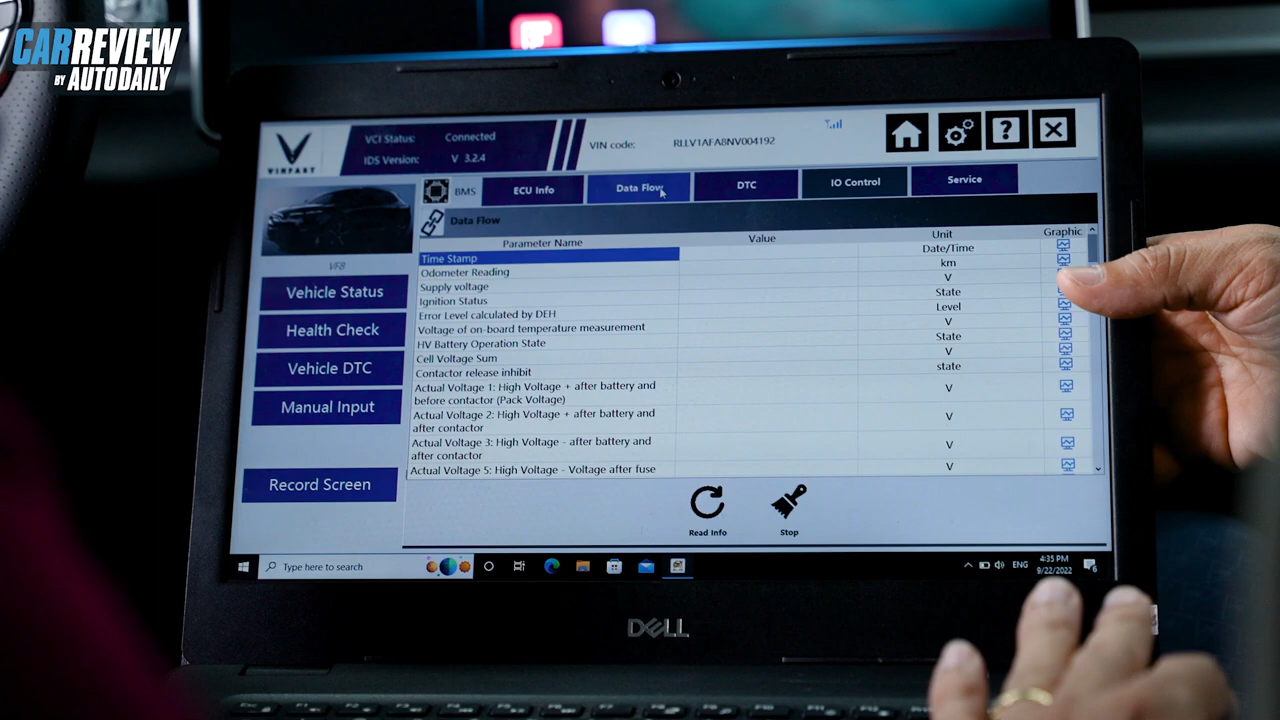 CARREVIEW
BY AUTODAILY
VINFAST
VCI Status: Connected
IDS Version: V 3.2.4
VIN code: RLLV1AFA8NV004192
BMS
ECU Info
Data Flow
DTC
IO Control
Service
Data Flow
Parameter Name Value Unit Graphic
Time Stamp Date/Time
Odometer Reading km
Supply voltage V
Ignition Status State
Error Level calculated by DEH Level
Voltage of on-board temperature measurement V
HV Battery Operation State State
Cell Voltage Sum V
Contactor release inhibit state
Actual Voltage 1: High Voltage + after battery and
before contactor (Pack Voltage) V
Actual Voltage 2: High Voltage + after battery and
after contactor V
Actual Voltage 3: High Voltage - after battery and
after contactor V
Actual Voltage 5: High Voltage - Voltage after fuse V
VF8
Vehicle Status
Health Check
Vehicle DTC
Manual Input
Record Screen
Read Info
Stop
Type here to search
ENG
4:35 PM
9/22/2022
DELL